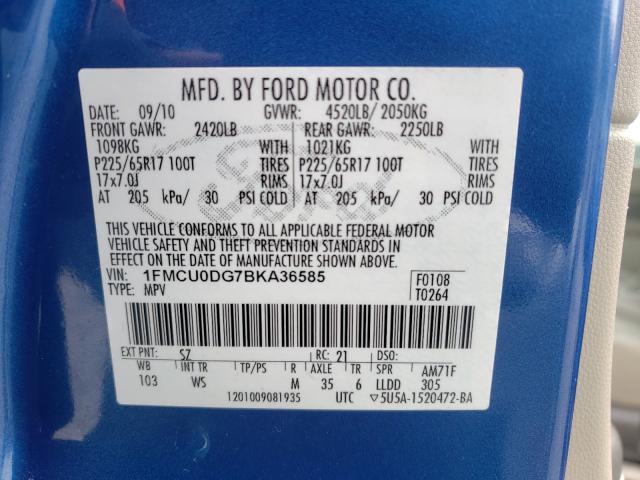 MFD. BY FORD MOTOR CO.
DATE: 09/10 GVWR: 4520LB/ 2050KG
FRONT GAWR: 2420LB REAR GAWR: 2250LB
1098KG WITH 1021KG WITH
P225/65R17 100T TIRES P225/65R17 100T TIRES
17x7.0J RIMS 17x7.0J RIMS
AT 205 kPa/ 30 PSI COLD AT 205 kPa/ 30 PSI COLD
Ford
THIS VEHICLE CONFORMS TO ALL APPLICABLE FEDERAL MOTOR
VEHICLE SAFETY AND THEFT PREVENTION STANDARDS IN
EFFECT ON THE DATE OF MANUFACTURE SHOWN ABOVE.
VIN: 1FMCU0DG7BKA36585 F0108
TYPE: MPV T0264
EXT PNT: SZ RC: 21 DSO:
WB INT TR TP/PS R AXLE TR SPR AM71F
103 WS M 35 6 LLDD 305
1201009081935 UTC ▽5U5A-1520472-BA